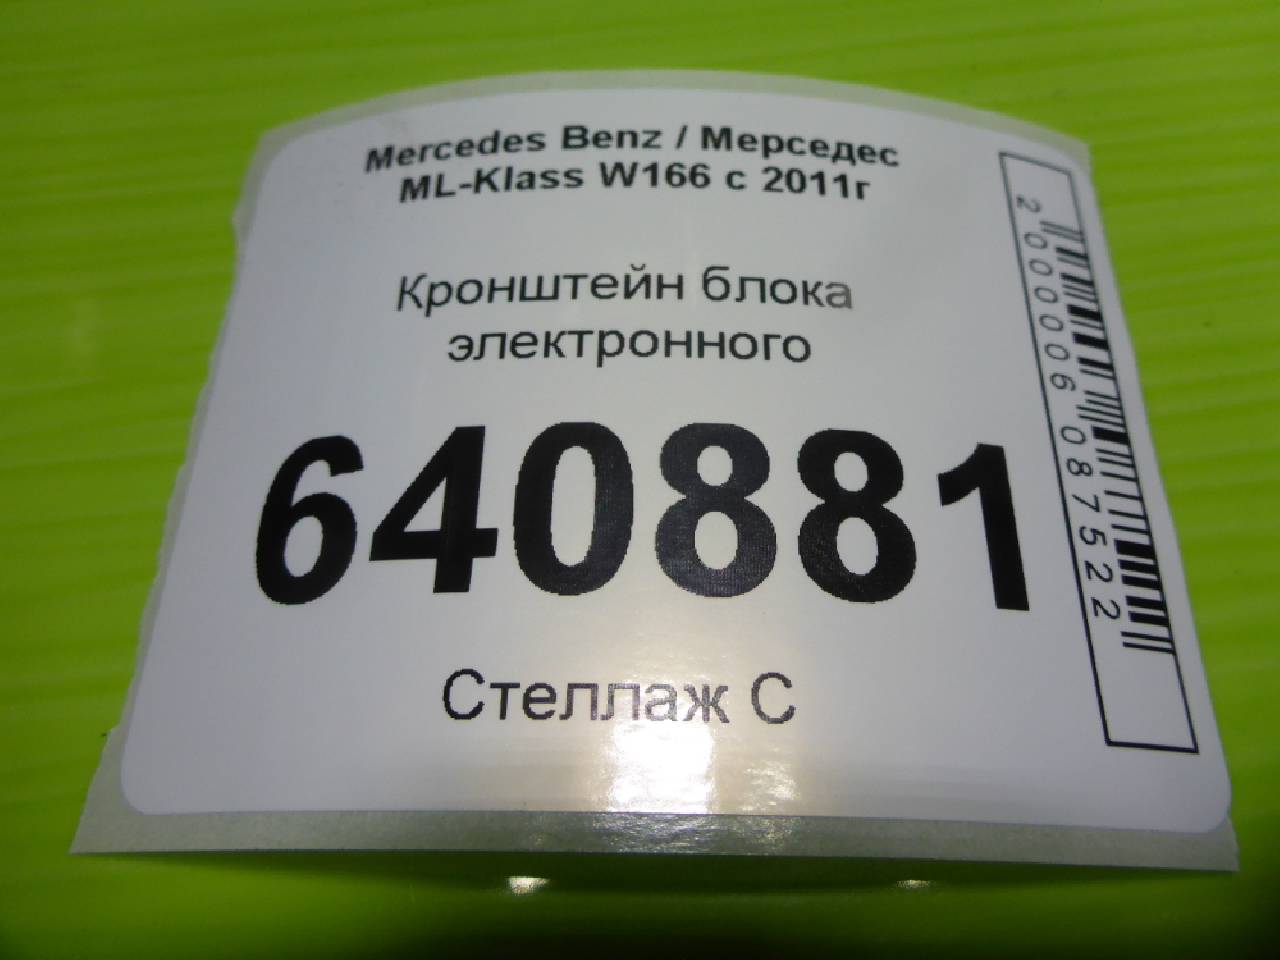 Mercedes Benz / Мерседес
ML-Klass W166 с 2011г
Кронштейн блока
электронного
640881
Стеллаж С
2000006087522